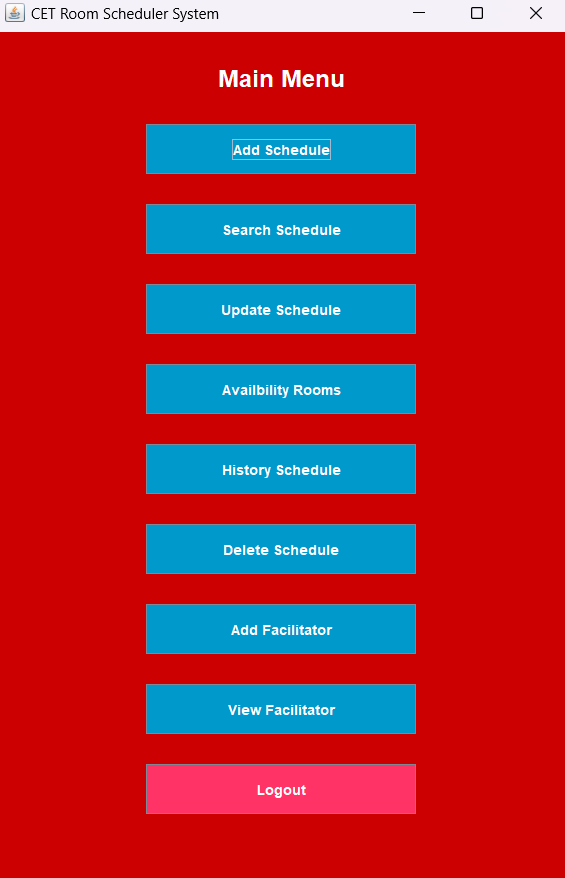 CET Room Scheduler System
Main Menu
Add Schedule
Search Schedule
Update Schedule
Availbility Rooms
History Schedule
Delete Schedule
Add Facilitator
View Facilitator
Logout